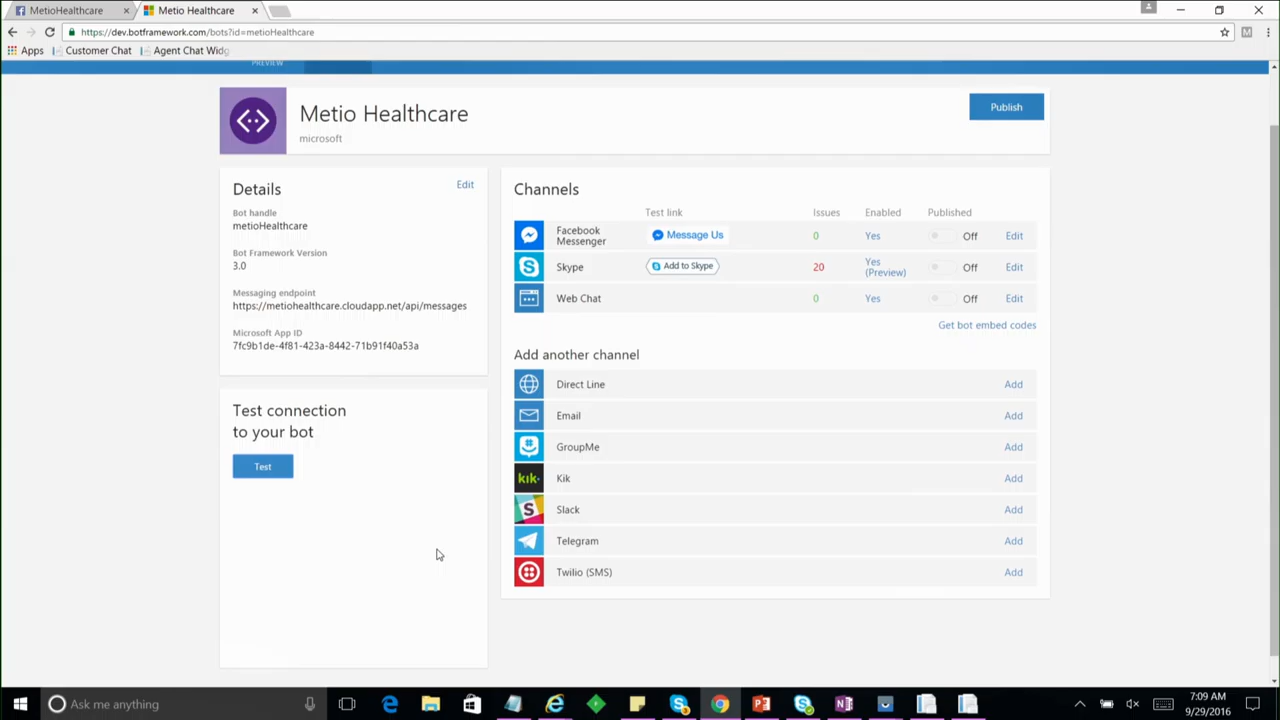 MetioHealthcare
Metio Healthcare
https://dev.botframework.com/bots?id=metioHealthcare
Apps Customer Chat Agent Chat Widg
PREVIEW
Metio Healthcare
microsoft
Publish
Details
Edit
Bot handle
metioHealthcare
Bot Framework Version
3.0
Messaging endpoint
https://metiohealthcare.cloudapp.net/api/messages
Microsoft App ID
7fc9b1de-4f81-423a-8442-71b91f40a53a
Test connection
to your bot
Test
Channels
Test link Issues Enabled Published
Facebook
Messenger
Message Us 0 Yes Off Edit
Skype Add to Skype 20 Yes
(Preview) Off Edit
Web Chat 0 Yes Off Edit
Get bot embed codes
Add another channel
Direct Line Add
Email Add
GroupMe Add
kik· Kik Add
Slack Add
Telegram Add
Twilio (SMS) Add
Ask me anything
7:09 AM
9/29/2016